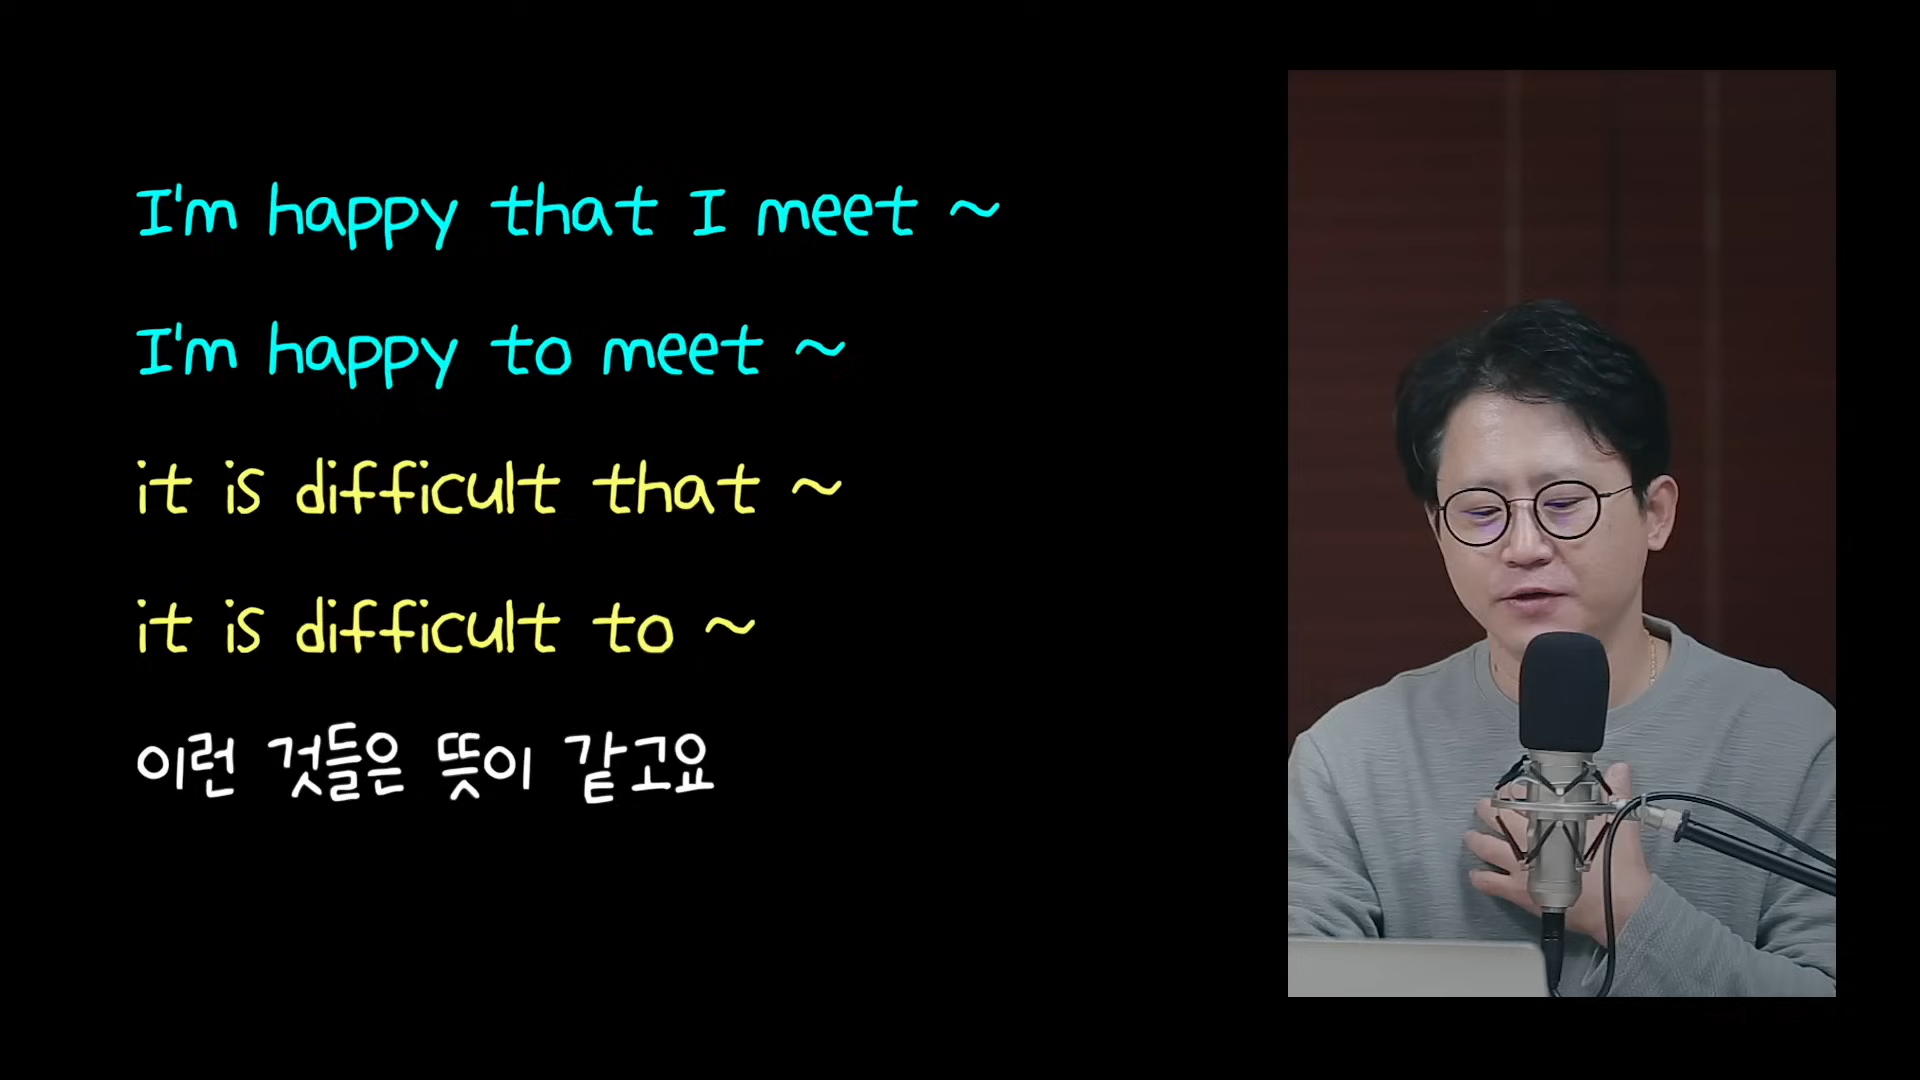 I'm happy that I meet ~
I'm happy to meet ~
it is difficult that ~
it is difficult to ~
이런 것들은 뜻이 같고요